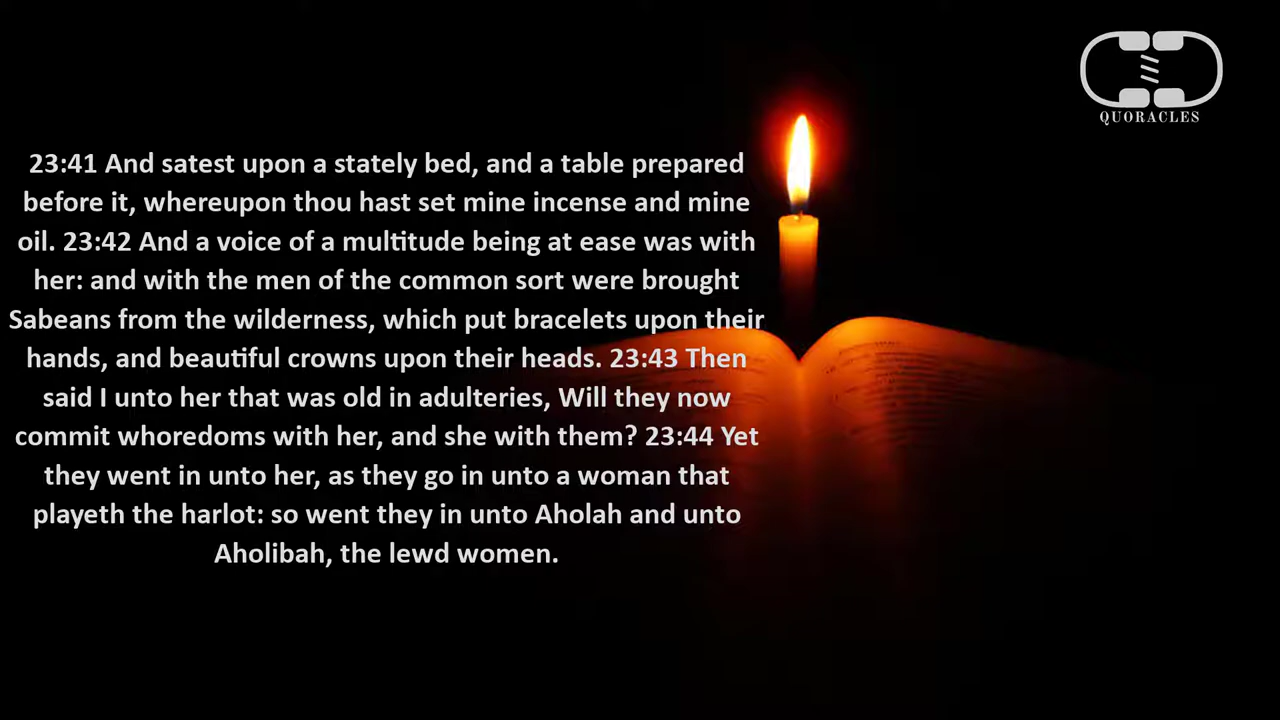 QUORACLES
23:41 And satest upon a stately bed, and a table prepared
before it, whereupon thou hast set mine incense and mine
oil. 23:42 And a voice of a multitude being at ease was with
her: and with the men of the common sort were brought
Sabeans from the wilderness, which put bracelets upon their
hands, and beautiful crowns upon their heads. 23:43 Then
said I unto her that was old in adulteries, Will they now
commit whoredoms with her, and she with them? 23:44 Yet
they went in unto her, as they go in unto a woman that
playeth the harlot: so went they in unto Aholah and unto
Aholibah, the lewd women.